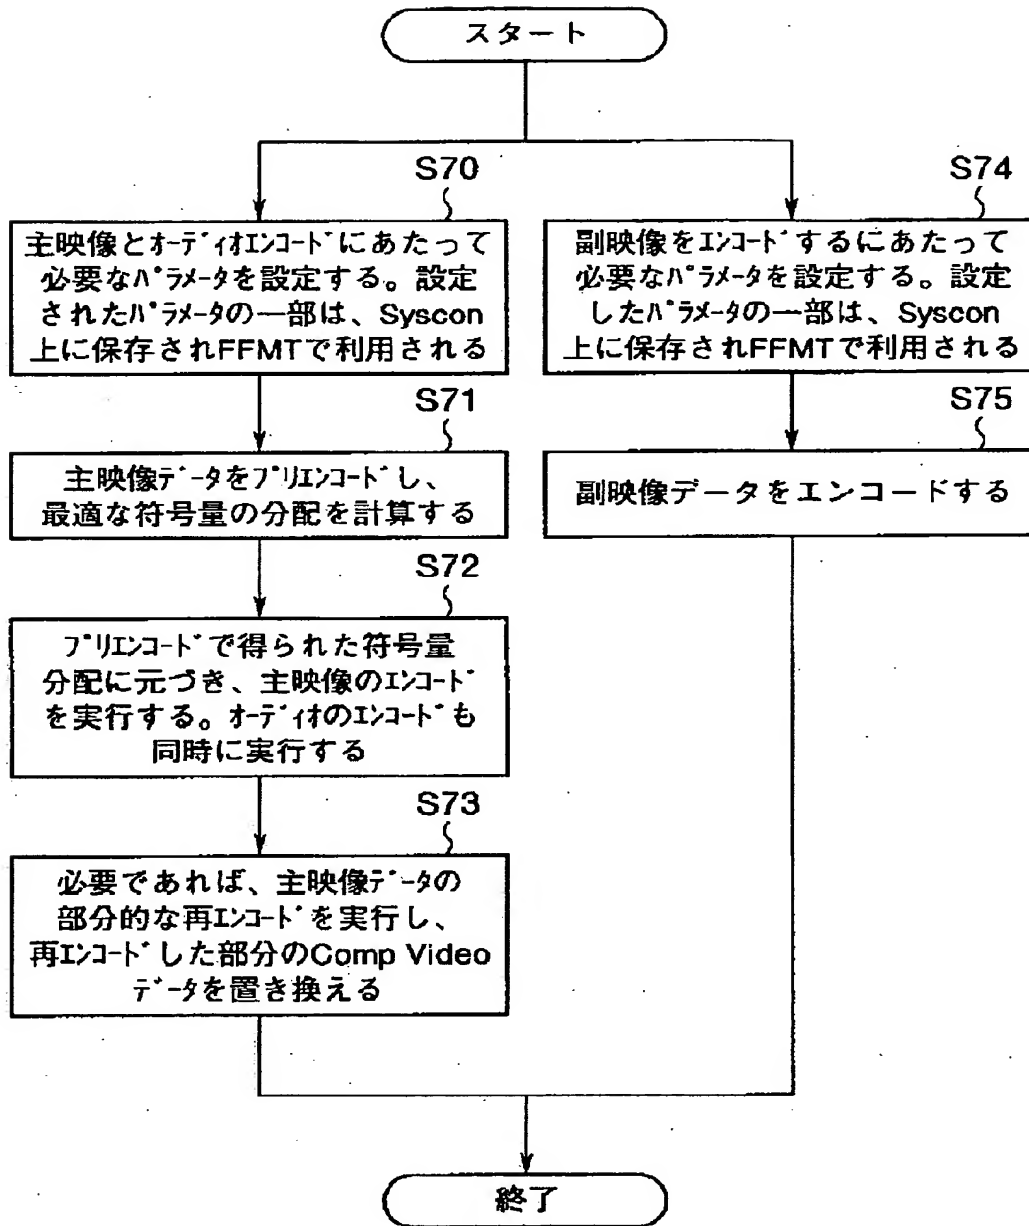 スタート
S70
主映像とオーディオエンコードにあたって
必要なパラメータを設定する。設定
されたパラメータの一部は、Syscon
上に保存されFFMTで利用される
S71
主映像データをプリエンコードし、
最適な符号量の分配を計算する
S72
プリエンコードで得られた符号量
分配に元づき、主映像のエンコード
を実行する。オーディオのエンコードも
同時に実行する
S73
必要であれば、主映像データの
部分的な再エンコードを実行し、
再エンコードした部分のComp Video
データを置き換える
S74
副映像をエンコードするにあたって
必要なパラメータを設定する。設定
したパラメータの一部は、Syscon
上に保存されFFMTで利用される
S75
副映像データをエンコードする
終了